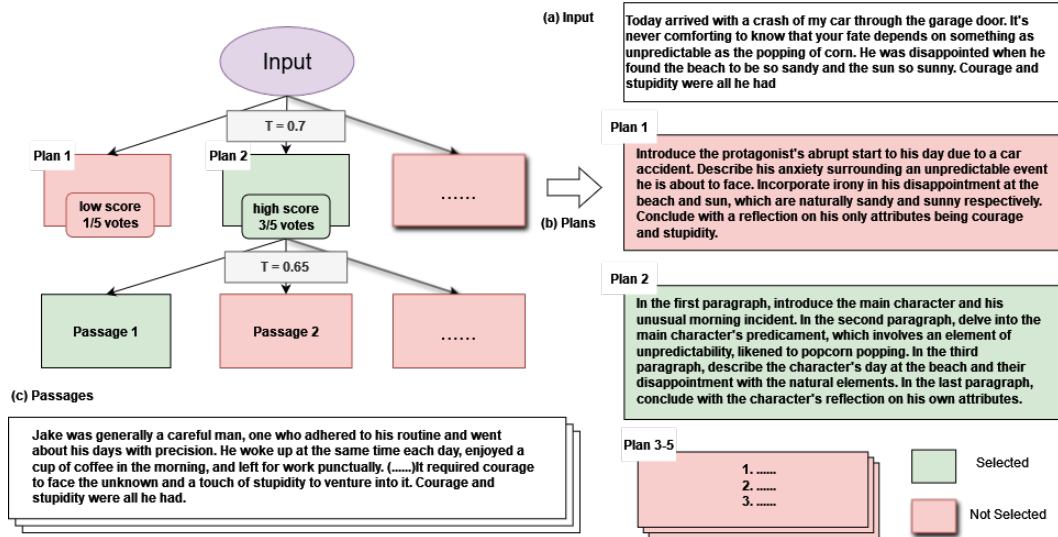 Input
T = 0.7
Plan 1
low score
1/5 votes
Plan 2
high score
3/5 votes
......
T = 0.65
Passage 1
Passage 2
......
(a) Input
Today arrived with a crash of my car through the garage door. It's
never comforting to know that your fate depends on something as
unpredictable as the popping of corn. He was disappointed when he
found the beach to be so sandy and the sun so sunny. Courage and
stupidity were all he had
(b) Plans
Plan 1
Introduce the protagonist's abrupt start to his day due to a car
accident. Describe his anxiety surrounding an unpredictable event
he is about to face. Incorporate irony in his disappointment at the
beach and sun, which are naturally sandy and sunny respectively.
Conclude with a reflection on his only attributes being courage
and stupidity.
Plan 2
In the first paragraph, introduce the main character and his
unusual morning incident. In the second paragraph, delve into the
main character's predicament, which involves an element of
unpredictability, likened to popcorn popping. In the third
paragraph, describe the character's day at the beach and their
disappointment with the natural elements. In the last paragraph,
conclude with the character's reflection on his own attributes.
Plan 3-5
1. ......
2. ......
3. ......
(c) Passages
Jake was generally a careful man, one who adhered to his routine and went
about his days with precision. He woke up at the same time each day, enjoyed a
cup of coffee in the morning, and left for work punctually. (......)It required courage
to face the unknown and a touch of stupidity to venture into it. Courage and
stupidity were all he had.
Selected
Not Selected